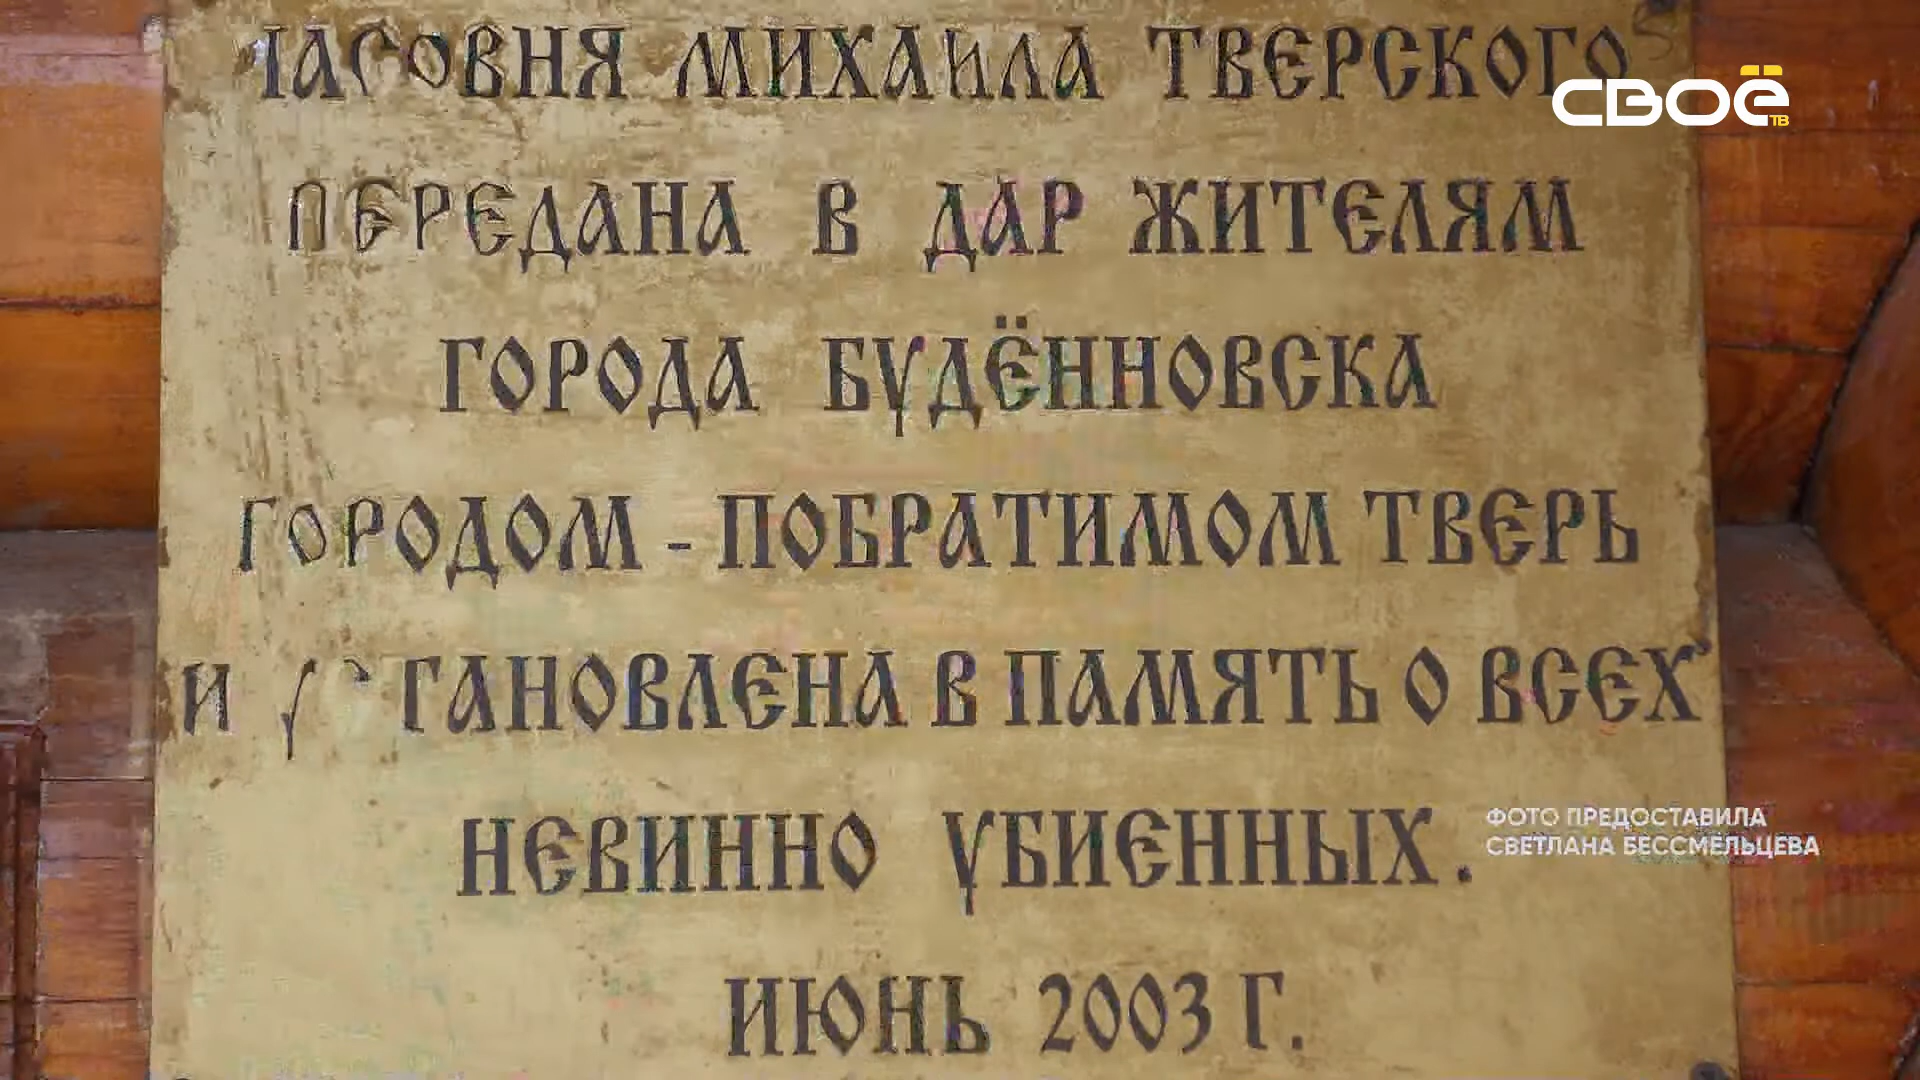 ЧАСОВНЯ МИХАИЛА ТВЕРСКОГО
СВОЁ ТВ
ПЕРЕДАНА В ДАР ЖИТЕЛЯМ
ГОРОДА БУДЁННОВСКА
ГОРОДОМ - ПОБРАТИМОМ ТВЕРЬ
И УСТАНОВЛЕНА В ПАМЯТЬ О ВСЕХ
НЕВИННО УБИЕННЫХ.
ФОТО ПРЕДОСТАВИЛА
СВЕТЛАНА БЕССМЕЛЬЦЕВА
ИЮНЬ 2003 Г.